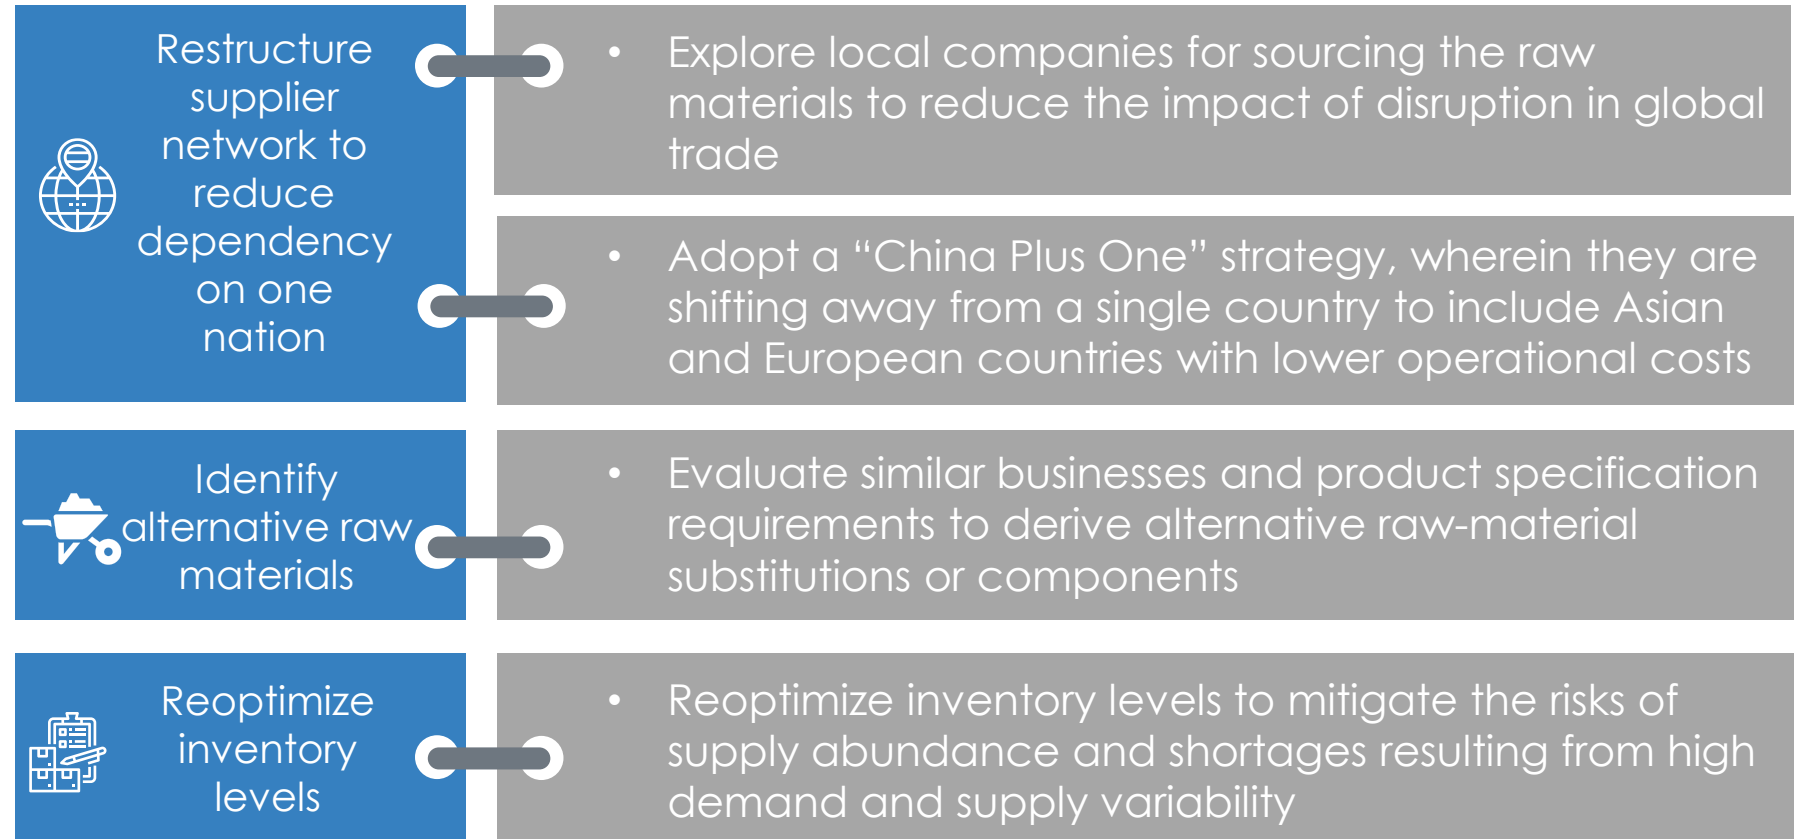 Restructure
supplier
network to
reduce
dependency
on one
nation
• Explore local companies for sourcing the raw
materials to reduce the impact of disruption in global
trade
• Adopt a “China Plus One” strategy, wherein they are
shifting away from a single country to include Asian
and European countries with lower operational costs
Identify
alternative raw
materials
• Evaluate similar businesses and product specification
requirements to derive alternative raw-material
substitutions or components
Reoptimize
inventory
levels
• Reoptimize inventory levels to mitigate the risks of
supply abundance and shortages resulting from high
demand and supply variability